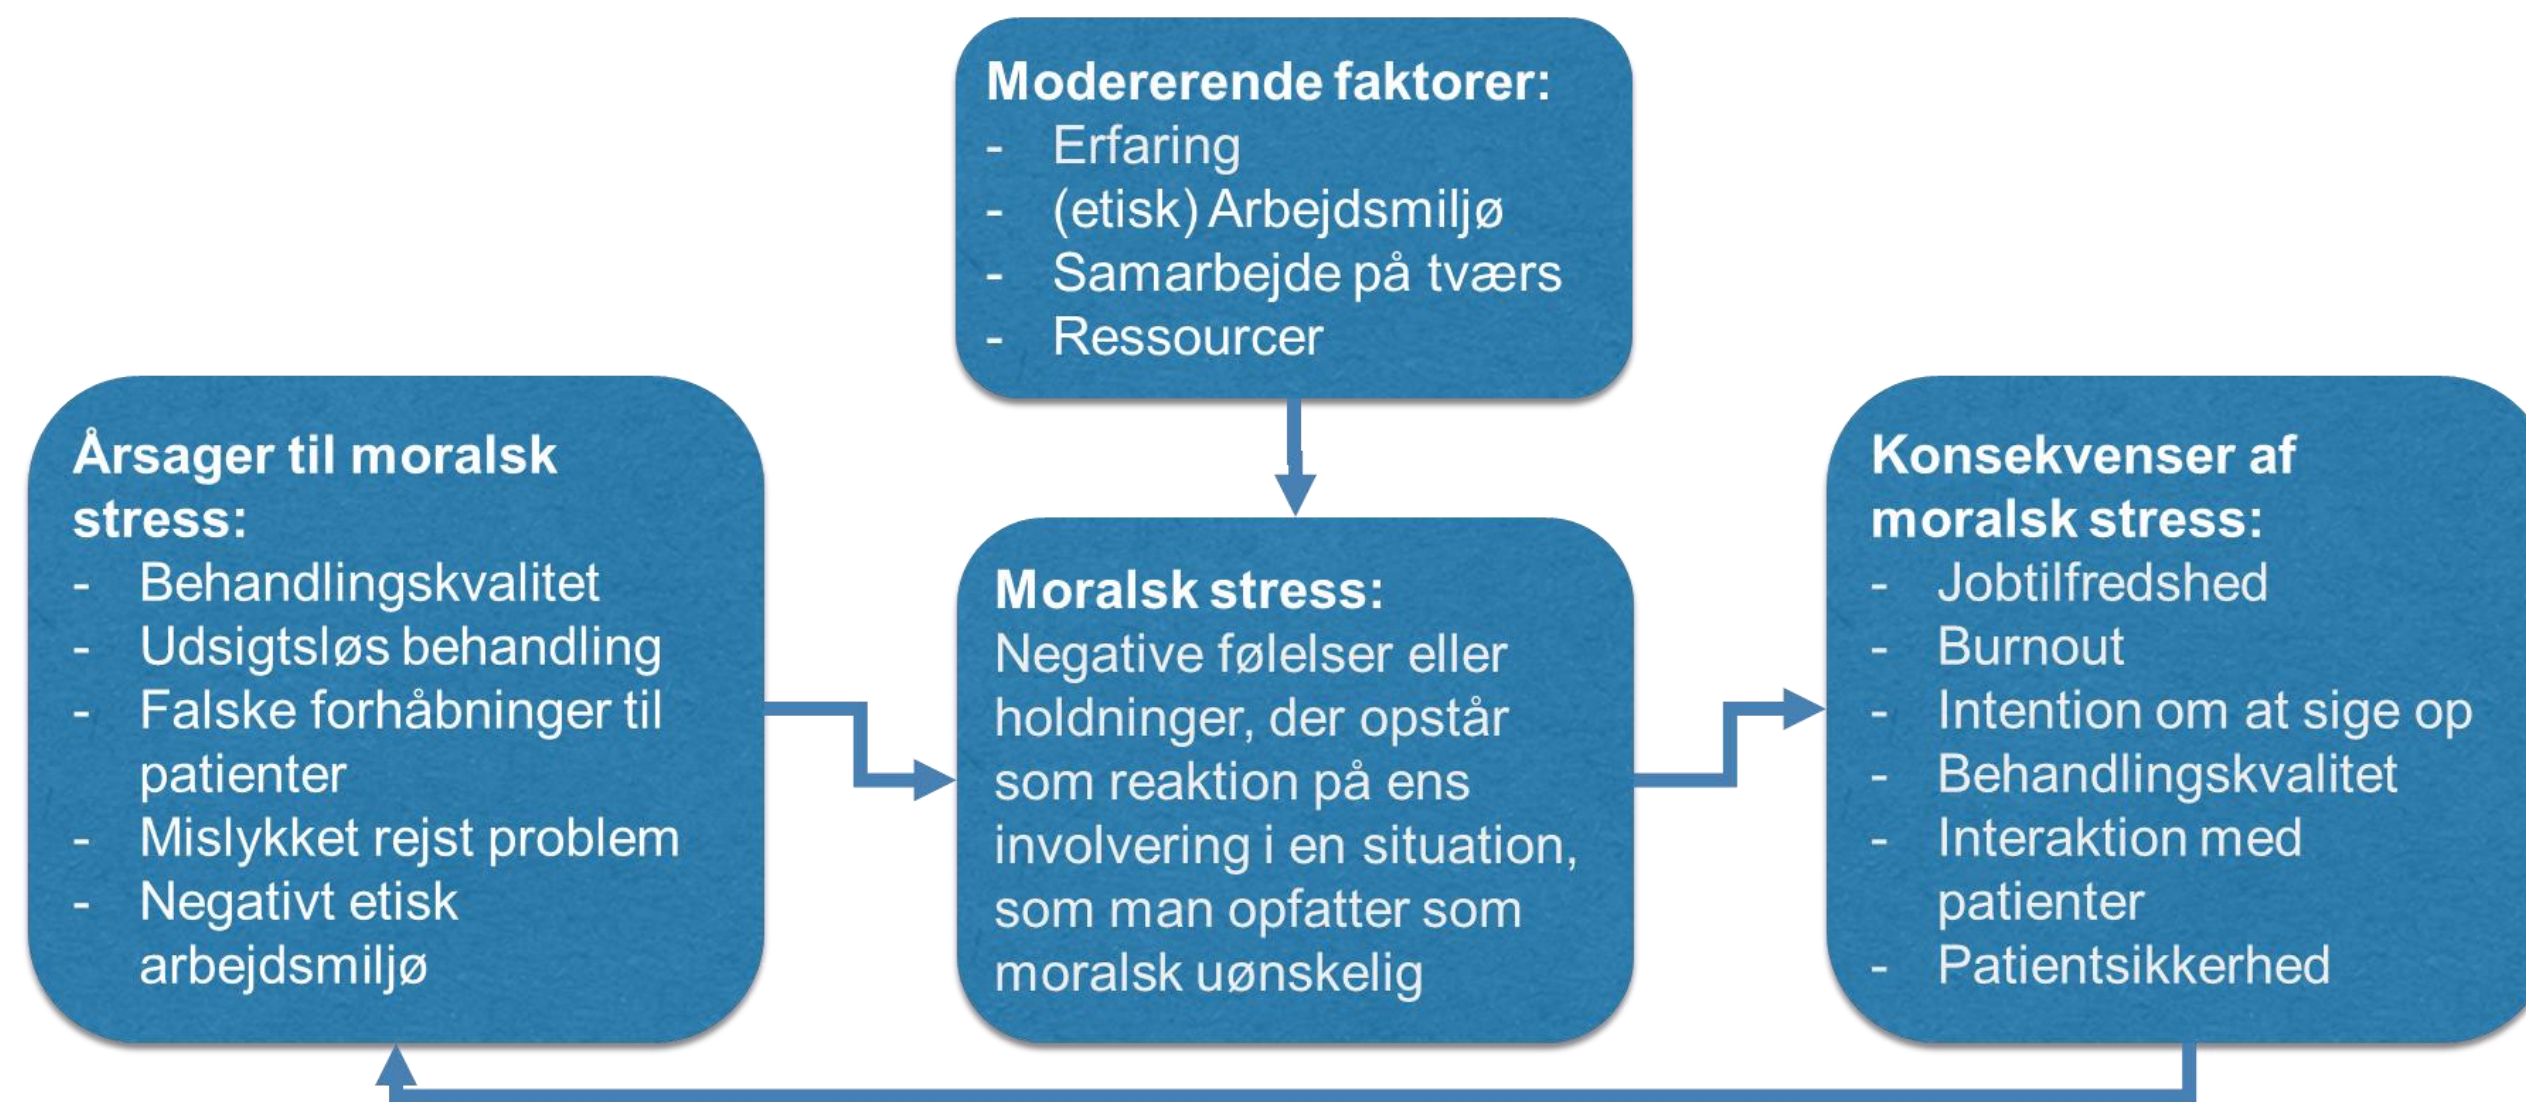 Modererende faktorer:
- Erfaring
- (etisk) Arbejdsmiljø
- Samarbejde på tværs
- Ressourcer
Årsager til moralsk
stress:
- Behandlingskvalitet
- Udsigtsløs behandling
- Falske forhåbninger til
patienter
- Mislykket rejst problem
- Negativt etisk
arbejdsmiljø
Moralsk stress:
Negative følelser eller
holdninger, der opstår
som reaktion på ens
involvering i en situation,
som man opfatter som
moralsk uønskelig
Konsekvenser af
moralsk stress:
- Jobtilfredshed
- Burnout
- Intention om at sige op
- Behandlingskvalitet
- Interaktion med
patienter
- Patientsikkerhed